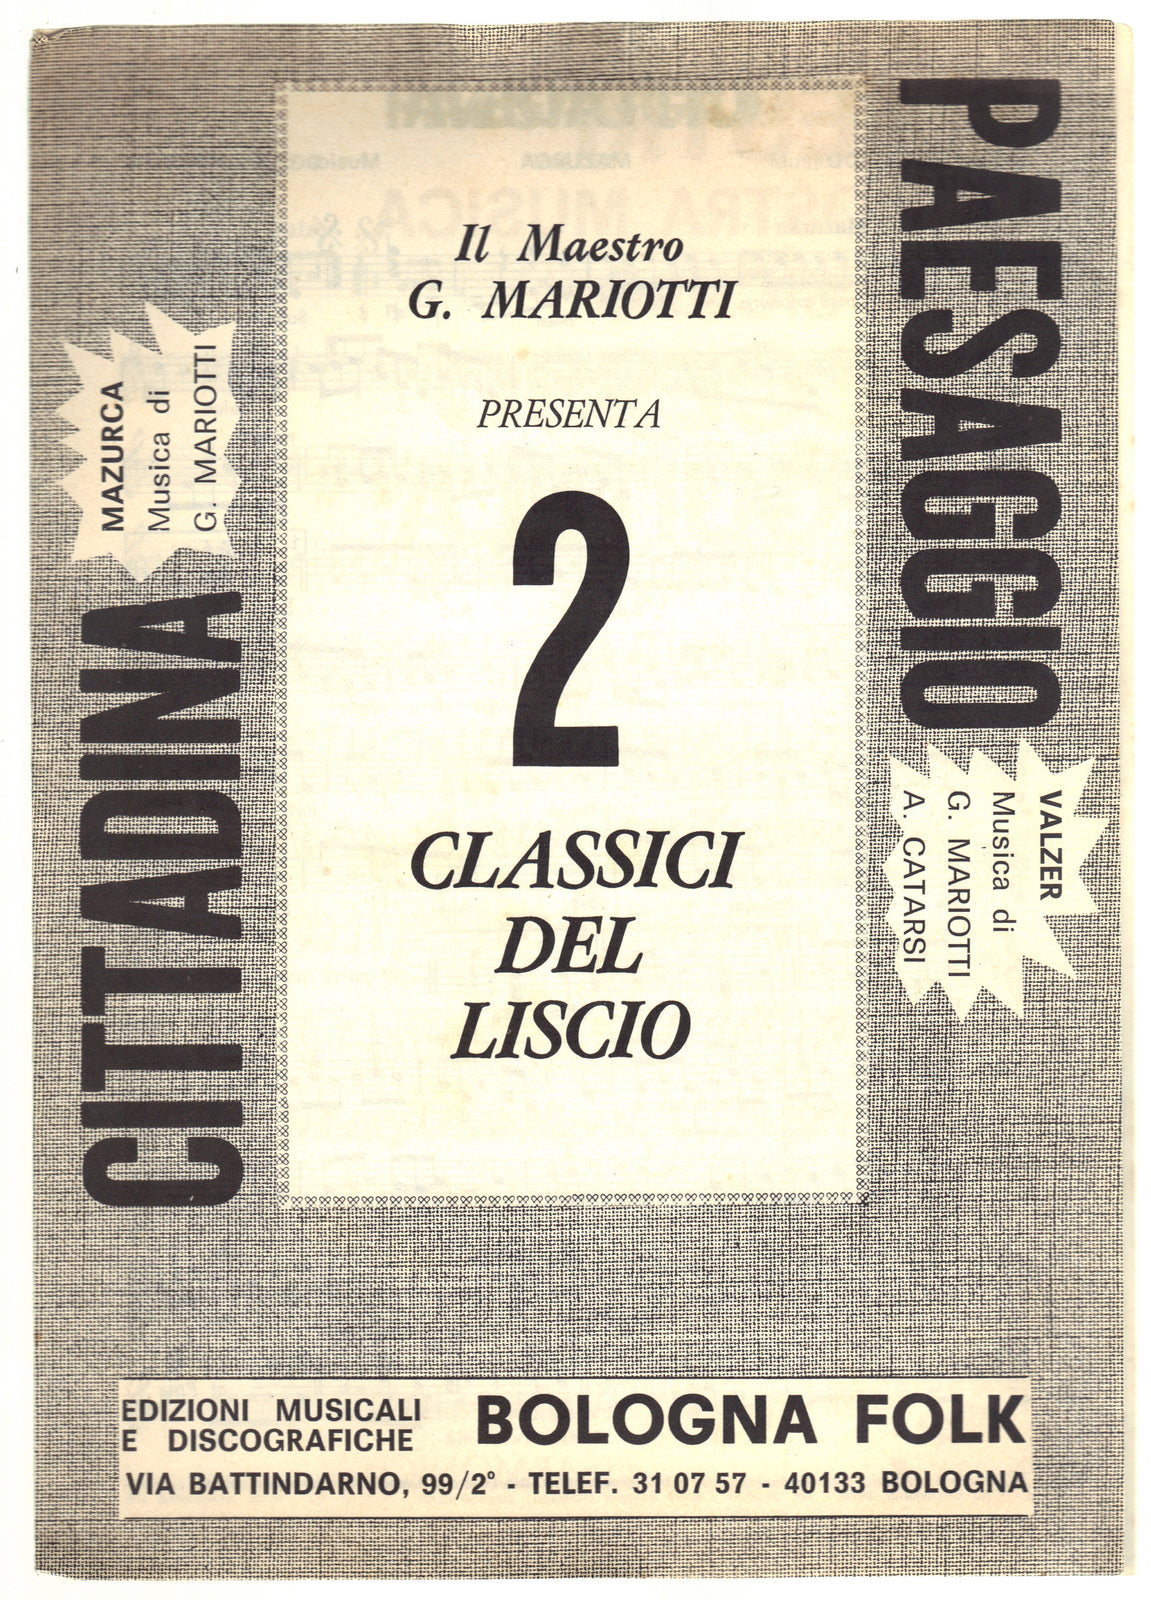 Il Maestro
G. MARIOTTI
PRESENTA
2
CLASSICI
DEL
LISCIO
CITTADINA
MAZURCA
Musica di
G. MARIOTTI
PAESAGGIO
VALZER
Musica di
G. MARIOTTI
A. CATARSI
EDIZIONI MUSICALI
E DISCOGRAFICHE
BOLOGNA FOLK
VIA BATTINDARNO, 99/2° - TELEF. 31 07 57 - 40133 BOLOGNA